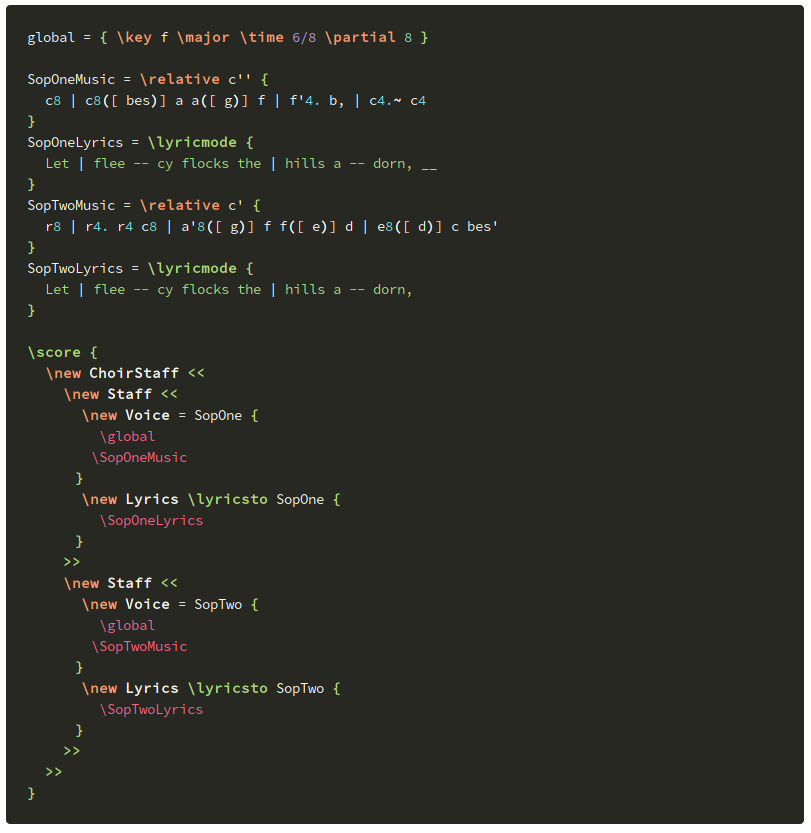 global = { \key f \major \time 6/8 \partial 8 }

SopOneMusic = \relative c'' {
  c8 | c8([ bes)] a a([ g)] f | f'4. b, | c4.~ c4
}
SopOneLyrics = \lyricmode {
  Let | flee -- cy flocks the | hills a -- dorn, __
}
SopTwoMusic = \relative c' {
  r8 | r4. r4 c8 | a'8([ g)] f f([ e)] d | e8([ d)] c bes'
}
SopTwoLyrics = \lyricmode {
  Let | flee -- cy flocks the | hills a -- dorn,
}

\score {
  \new ChoirStaff <<
    \new Staff <<
      \new Voice = SopOne {
        \global
       \SopOneMusic
      }
      \new Lyrics \lyricsto SopOne {
        \SopOneLyrics
      }
    >>
    \new Staff <<
      \new Voice = SopTwo {
        \global
       \SopTwoMusic
      }
      \new Lyrics \lyricsto SopTwo {
        \SopTwoLyrics
      }
    >>
  >>
}